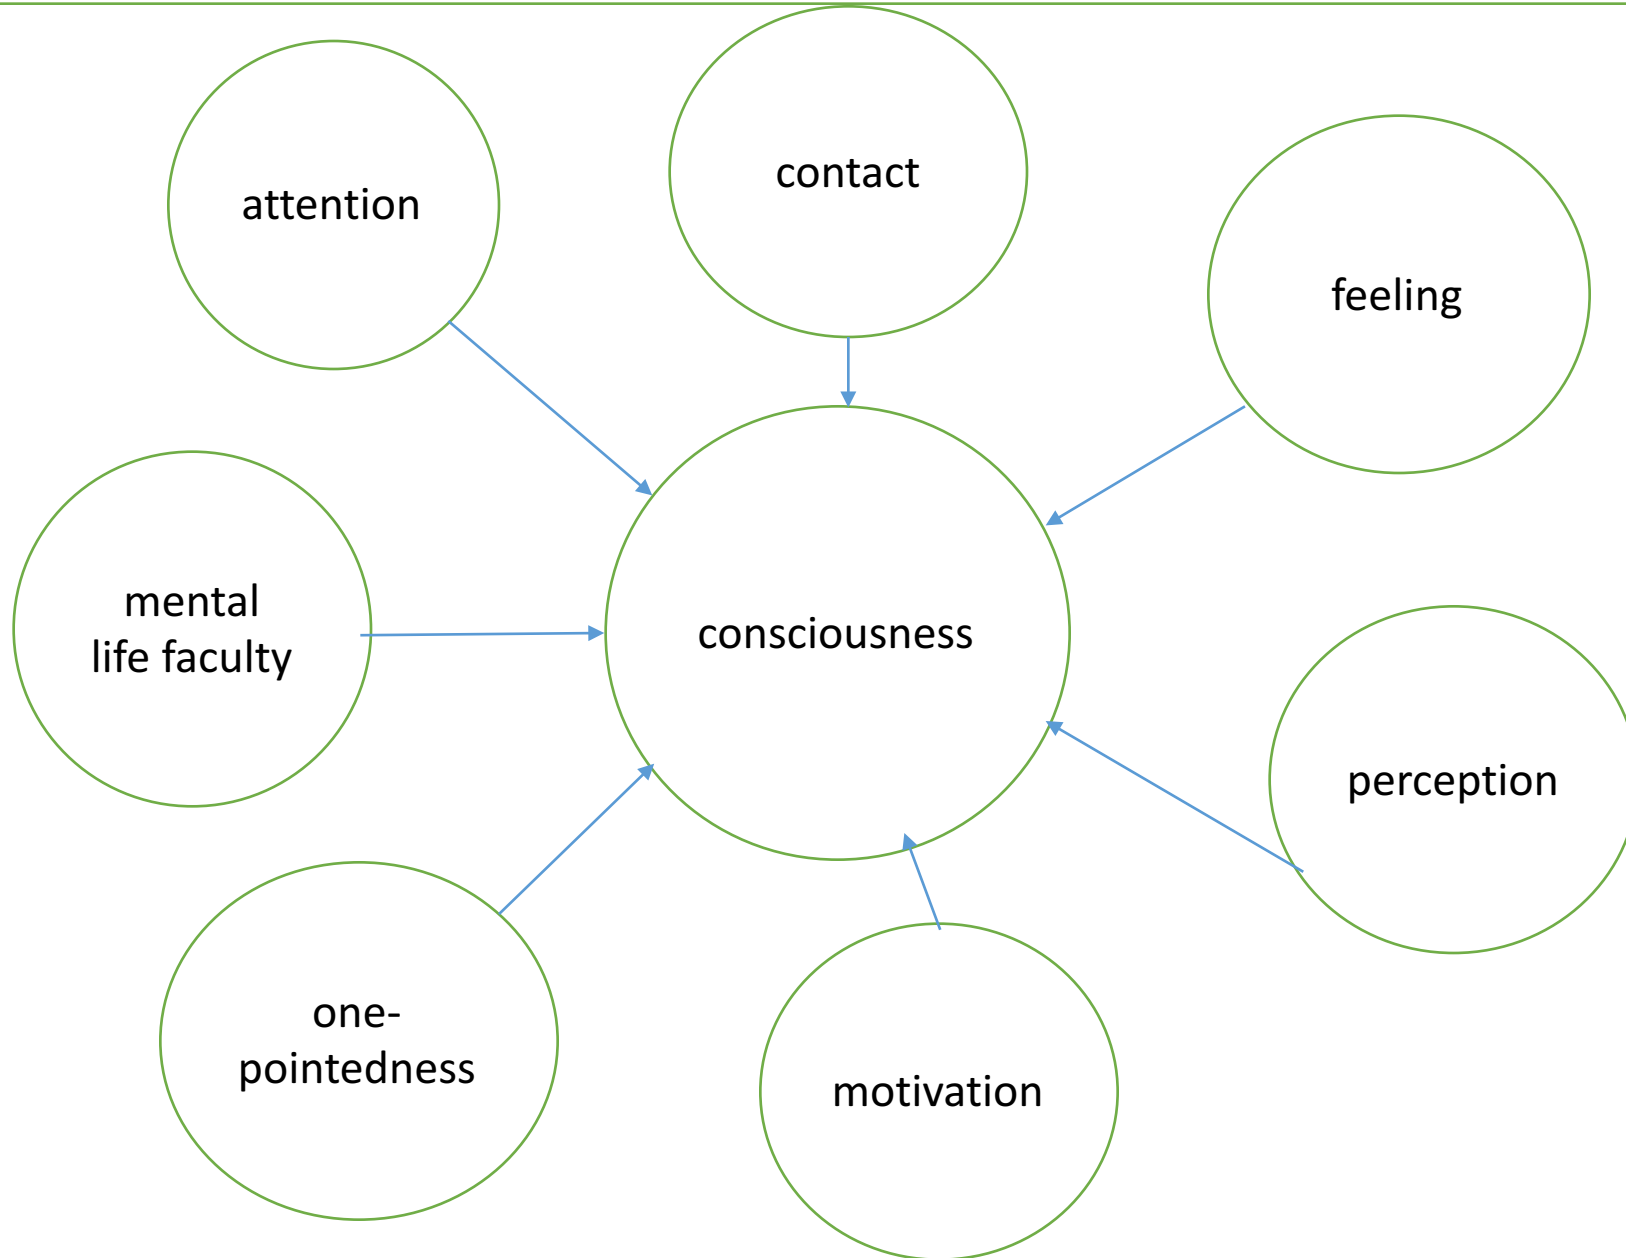 contact
attention
feeling
mental
life faculty
consciousness
perception
one-
pointedness
motivation